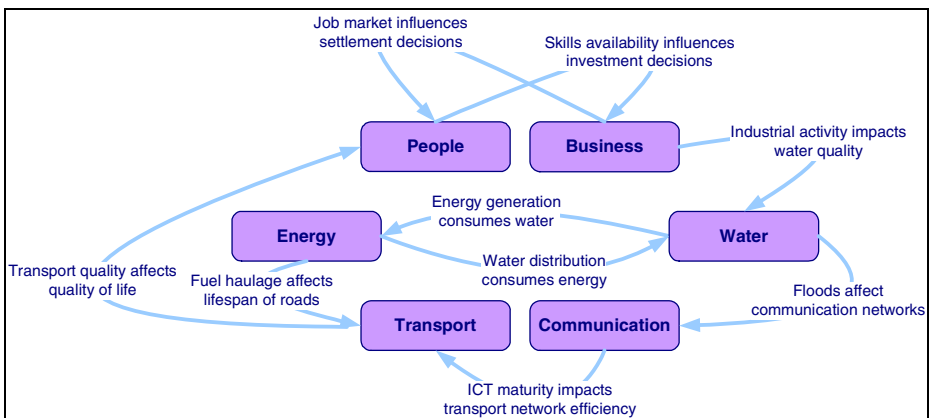 Job market influences
settlement decisions
Skills availability influences
investment decisions
People
Business
Industrial activity impacts
water quality
Energy generation
consumes water
Energy
Water
Water distribution
consumes energy
Transport quality affects
quality of life
Fuel haulage affects
lifespan of roads
Floods affect
communication networks
Transport
Communication
ICT maturity impacts
transport network efficiency